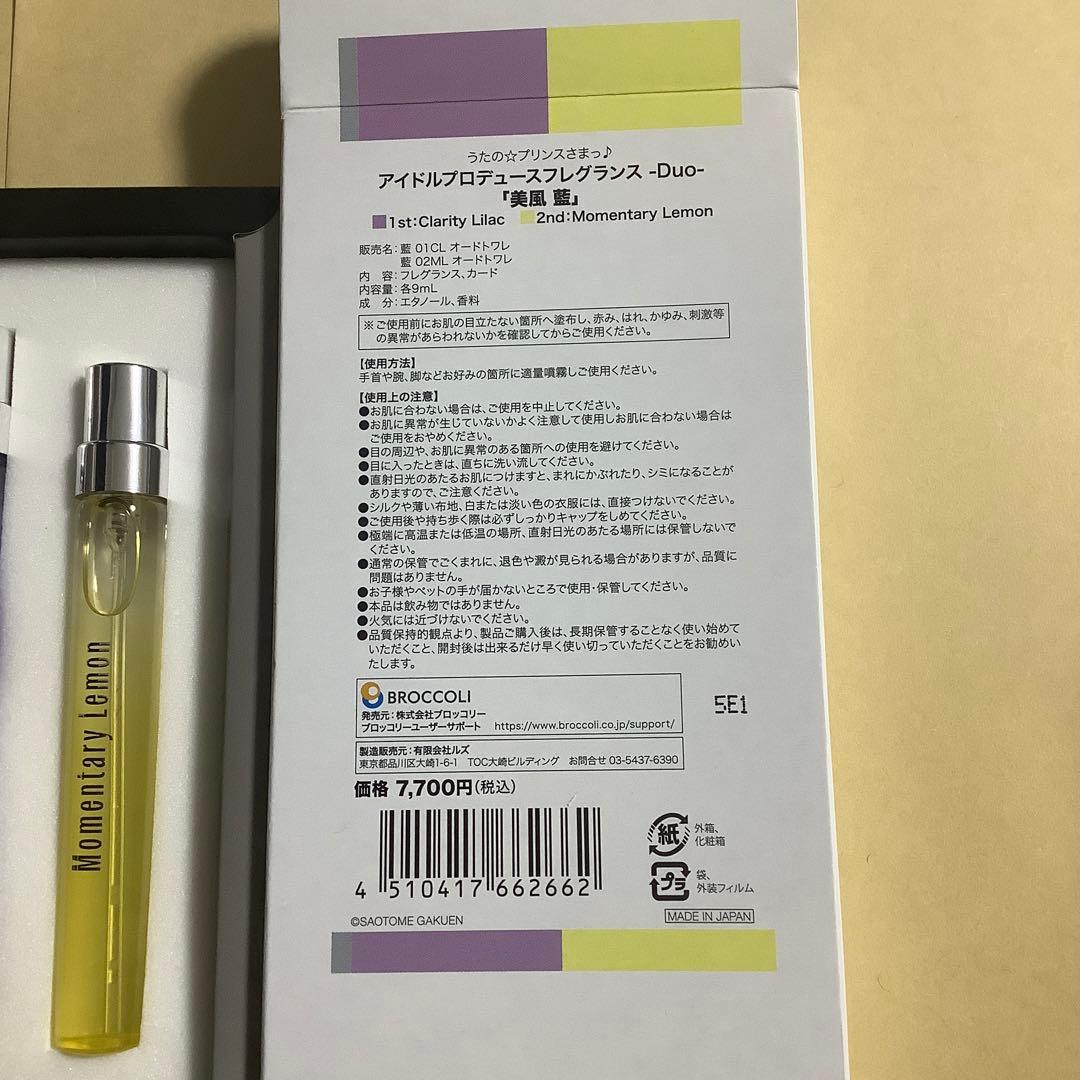 うたの☆プリンスさまっ♪
アイドルプロデュースフレグランス -Duo-
「美風 藍」
1st：Clarity Lilac 2nd：Momentary Lemon
販売名：藍 01CL オードトワレ
藍 02ML オードトワレ
内 容：フレグランス、カード
内容量：各9mL
成 分：エタノール、香料
※ご使用前にお肌の目立たない箇所へ塗布し、赤み、はれ、かゆみ、刺激等
の異常があらわれないかを確認してからご使用ください。
【使用方法】
手首や腕、脚などお好みの箇所に適量噴霧しご使用ください。
【使用上の注意】
●お肌に合わない場合は、ご使用を中止してください。
●お肌に異常が生じていないかよく注意して使用しお肌に合わない場合は
ご使用をおやめください。
●目の周辺や、お肌に異常のある箇所への使用を避けてください。
●目に入ったときは、直ちに洗い流してください。
●直射日光のあたるお肌につけますと、まれにかぶれたり、シミになることが
ありますので、ご注意ください。
●シルクや薄い布地、白または淡い色の衣服には、直接つけないでください。
●ご使用後や持ち歩く際は必ずしっかりキャップをしめてください。
●極端に高温または低温の場所、直射日光のあたる場所には保管しないで
ください。
●通常の保管でごくまれに、退色や澱が見られる場合がありますが、品質に
問題はありません。
●お子様やペットの手が届かないところで使用・保管してください。
●本品は飲み物ではありません。
●火気には近づけないでください。
●品質保持的観点より、製品ご購入後は、長期保管することなく使い始めて
いただくこと、開封後は出来るだけ早く使い切っていただくことをお勧めい
たします。
BROCCOLI
発売元：株式会社ブロッコリー
ブロッコリーユーザーサポート https://www.broccoli.co.jp/support/
5E1
製造販売元：有限会社ルズ
東京都品川区大崎1-6-1 TOC大崎ビルディング お問合せ 03-5437-6390
価格 7,700円(税込)
4 510417 662662
紙
外箱、
化粧箱
プラ
袋、
外装フィルム
©SAOTOME GAKUEN
MADE IN JAPAN
Momentary Lemon